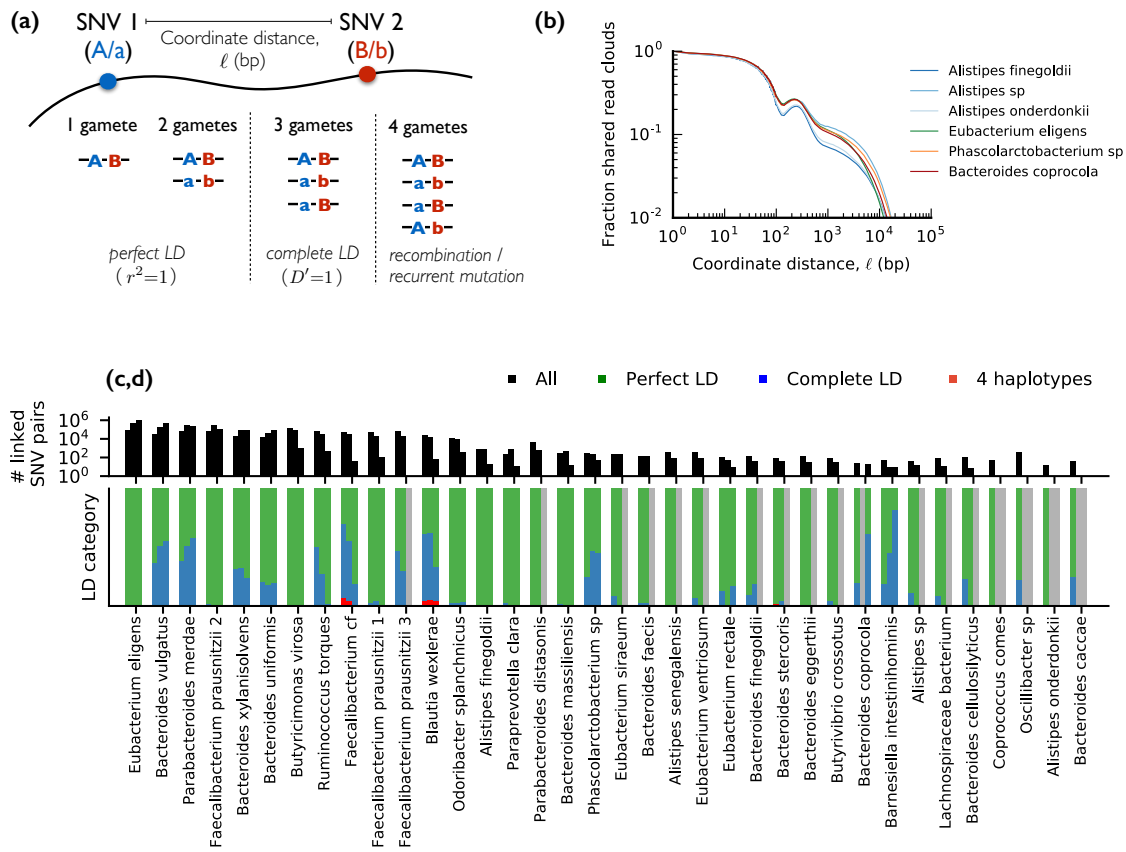 (a)
SNV 1
SNV 2
Coordinate distance,
ℓ (bp)
(A/a)
(B/b)
1 gamete
2 gametes
3 gametes
4 gametes
A B
A B
a b
A B
a b
a B
A B
a b
a B
A b
perfect LD
(r²=1)
complete LD
(D′=1)
recombination /
recurrent mutation
(b)
Fraction shared read clouds
10⁰
10⁻¹
10⁻²
10⁰
10¹
10²
10³
10⁴
10⁵
Coordinate distance, ℓ (bp)
Alistipes finegoldii
Alistipes sp
Alistipes onderdonkii
Eubacterium eligens
Phascolarctobacterium sp
Bacteroides coprocola
(c,d)
All
Perfect LD
Complete LD
4 haplotypes
# linked
SNV pairs
10⁶
10⁴
10²
10⁰
LD category
Eubacterium eligens
Bacteroides vulgatus
Parabacteroides merdae
Faecalibacterium prausnitzii 2
Bacteroides xylanisolvens
Bacteroides uniformis
Butyricimonas virosa
Ruminococcus torques
Faecalibacterium cf
Faecalibacterium prausnitzii 1
Faecalibacterium prausnitzii 3
Blautia wexlerae
Odoribacter splanchnicus
Alistipes finegoldii
Paraprevotella clara
Parabacteroides distasonis
Bacteroides massiliensis
Phascolarctobacterium sp
Eubacterium siraeum
Bacteroides faecis
Alistipes senegalensis
Eubacterium ventriosum
Eubacterium rectale
Bacteroides finegoldii
Bacteroides stercoris
Bacteroides eggerthii
Butyrivibrio crossotus
Bacteroides coprocola
Barnesiella intestinihominis
Alistipes sp
Lachnospiraceae bacterium
Bacteroides cellulosilyticus
Coprococcus comes
Oscillibacter sp
Alistipes onderdonkii
Bacteroides caccae